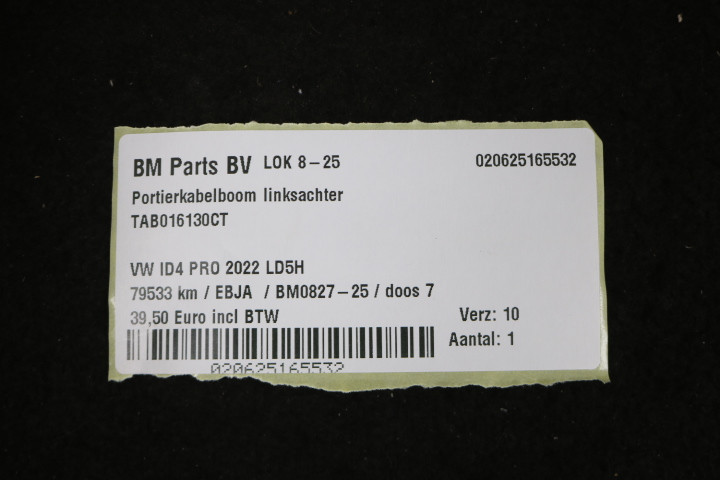 BM Parts BV LOK 8-25 020625165532
Portierkabelboom linksachter
TAB016130CT
VW ID4 PRO 2022 LD5H
79533 km / EBJA / BM0827-25 / doos 7
39,50 Euro incl BTW Verz: 10
Aantal: 1
020625165532